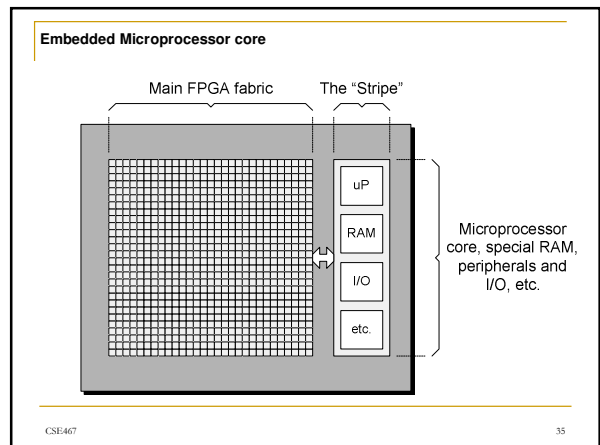 Embedded Microprocessor core
Main FPGA fabric
The “Stripe”
uP
RAM
I/O
etc.
Microprocessor
core, special RAM,
peripherals and
I/O, etc.
CSE467
35